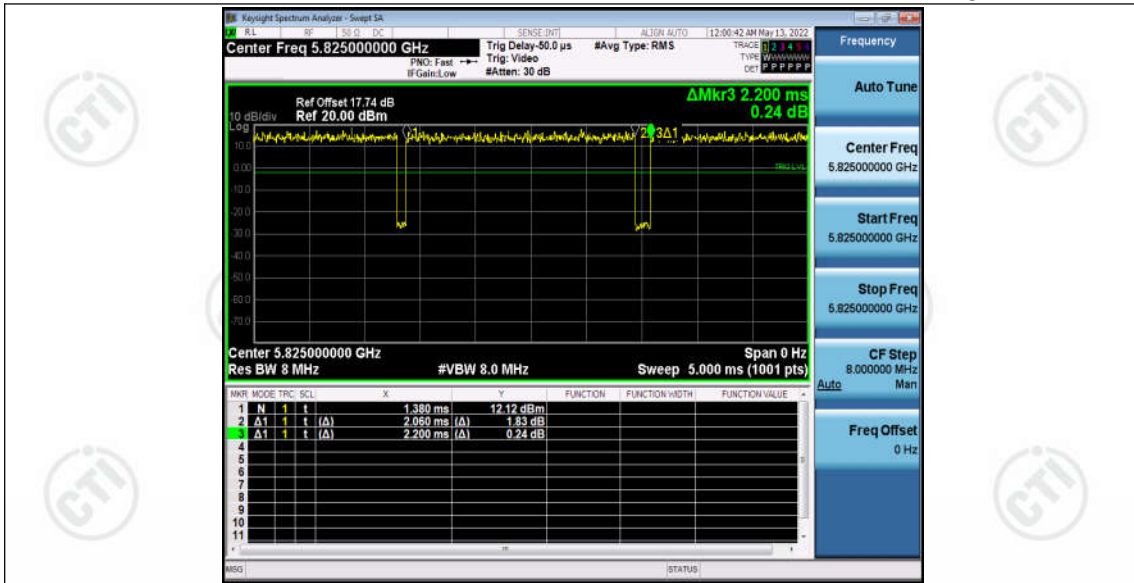 Keysight Spectrum Analyzer - Swept SA
RL RF 50 Ω DC SENSE:INT ALIGN AUTO 12:00:42 AM May 13, 2022
Center Freq 5.825000000 GHz
PNO: Fast
IFGain:Low
Trig Delay-50.0 µs
Trig: Video
#Atten: 30 dB
#Avg Type: RMS
TRACE 1 2 3 4 5 6
TYPE WWWWWW
DET P P P P P P
ΔMkr3 2.200 ms
0.24 dB
Ref Offset 17.74 dB
10 dB/div Ref 20.00 dBm
Log
10.0
0.00
-10.0
-20.0
-30.0
-40.0
-50.0
-60.0
-70.0
1
2
3Δ1
TRIG LVL
Center 5.825000000 GHz Span 0 Hz
Res BW 8 MHz #VBW 8.0 MHz Sweep 5.000 ms (1001 pts)
MKR MODE TRC SCL X Y FUNCTION FUNCTION WIDTH FUNCTION VALUE
1 N 1 t 1.380 ms 12.12 dBm
2 Δ1 1 t (Δ) 2.060 ms (Δ) 1.83 dB
3 Δ1 1 t (Δ) 2.200 ms (Δ) 0.24 dB
4
5
6
7
8
9
10
11
MSG STATUS
Frequency
Auto Tune
Center Freq
5.825000000 GHz
Start Freq
5.825000000 GHz
Stop Freq
5.825000000 GHz
CF Step
8.000000 MHz
Auto Man
Freq Offset
0 Hz
CTI
CTI
CTI
CTI